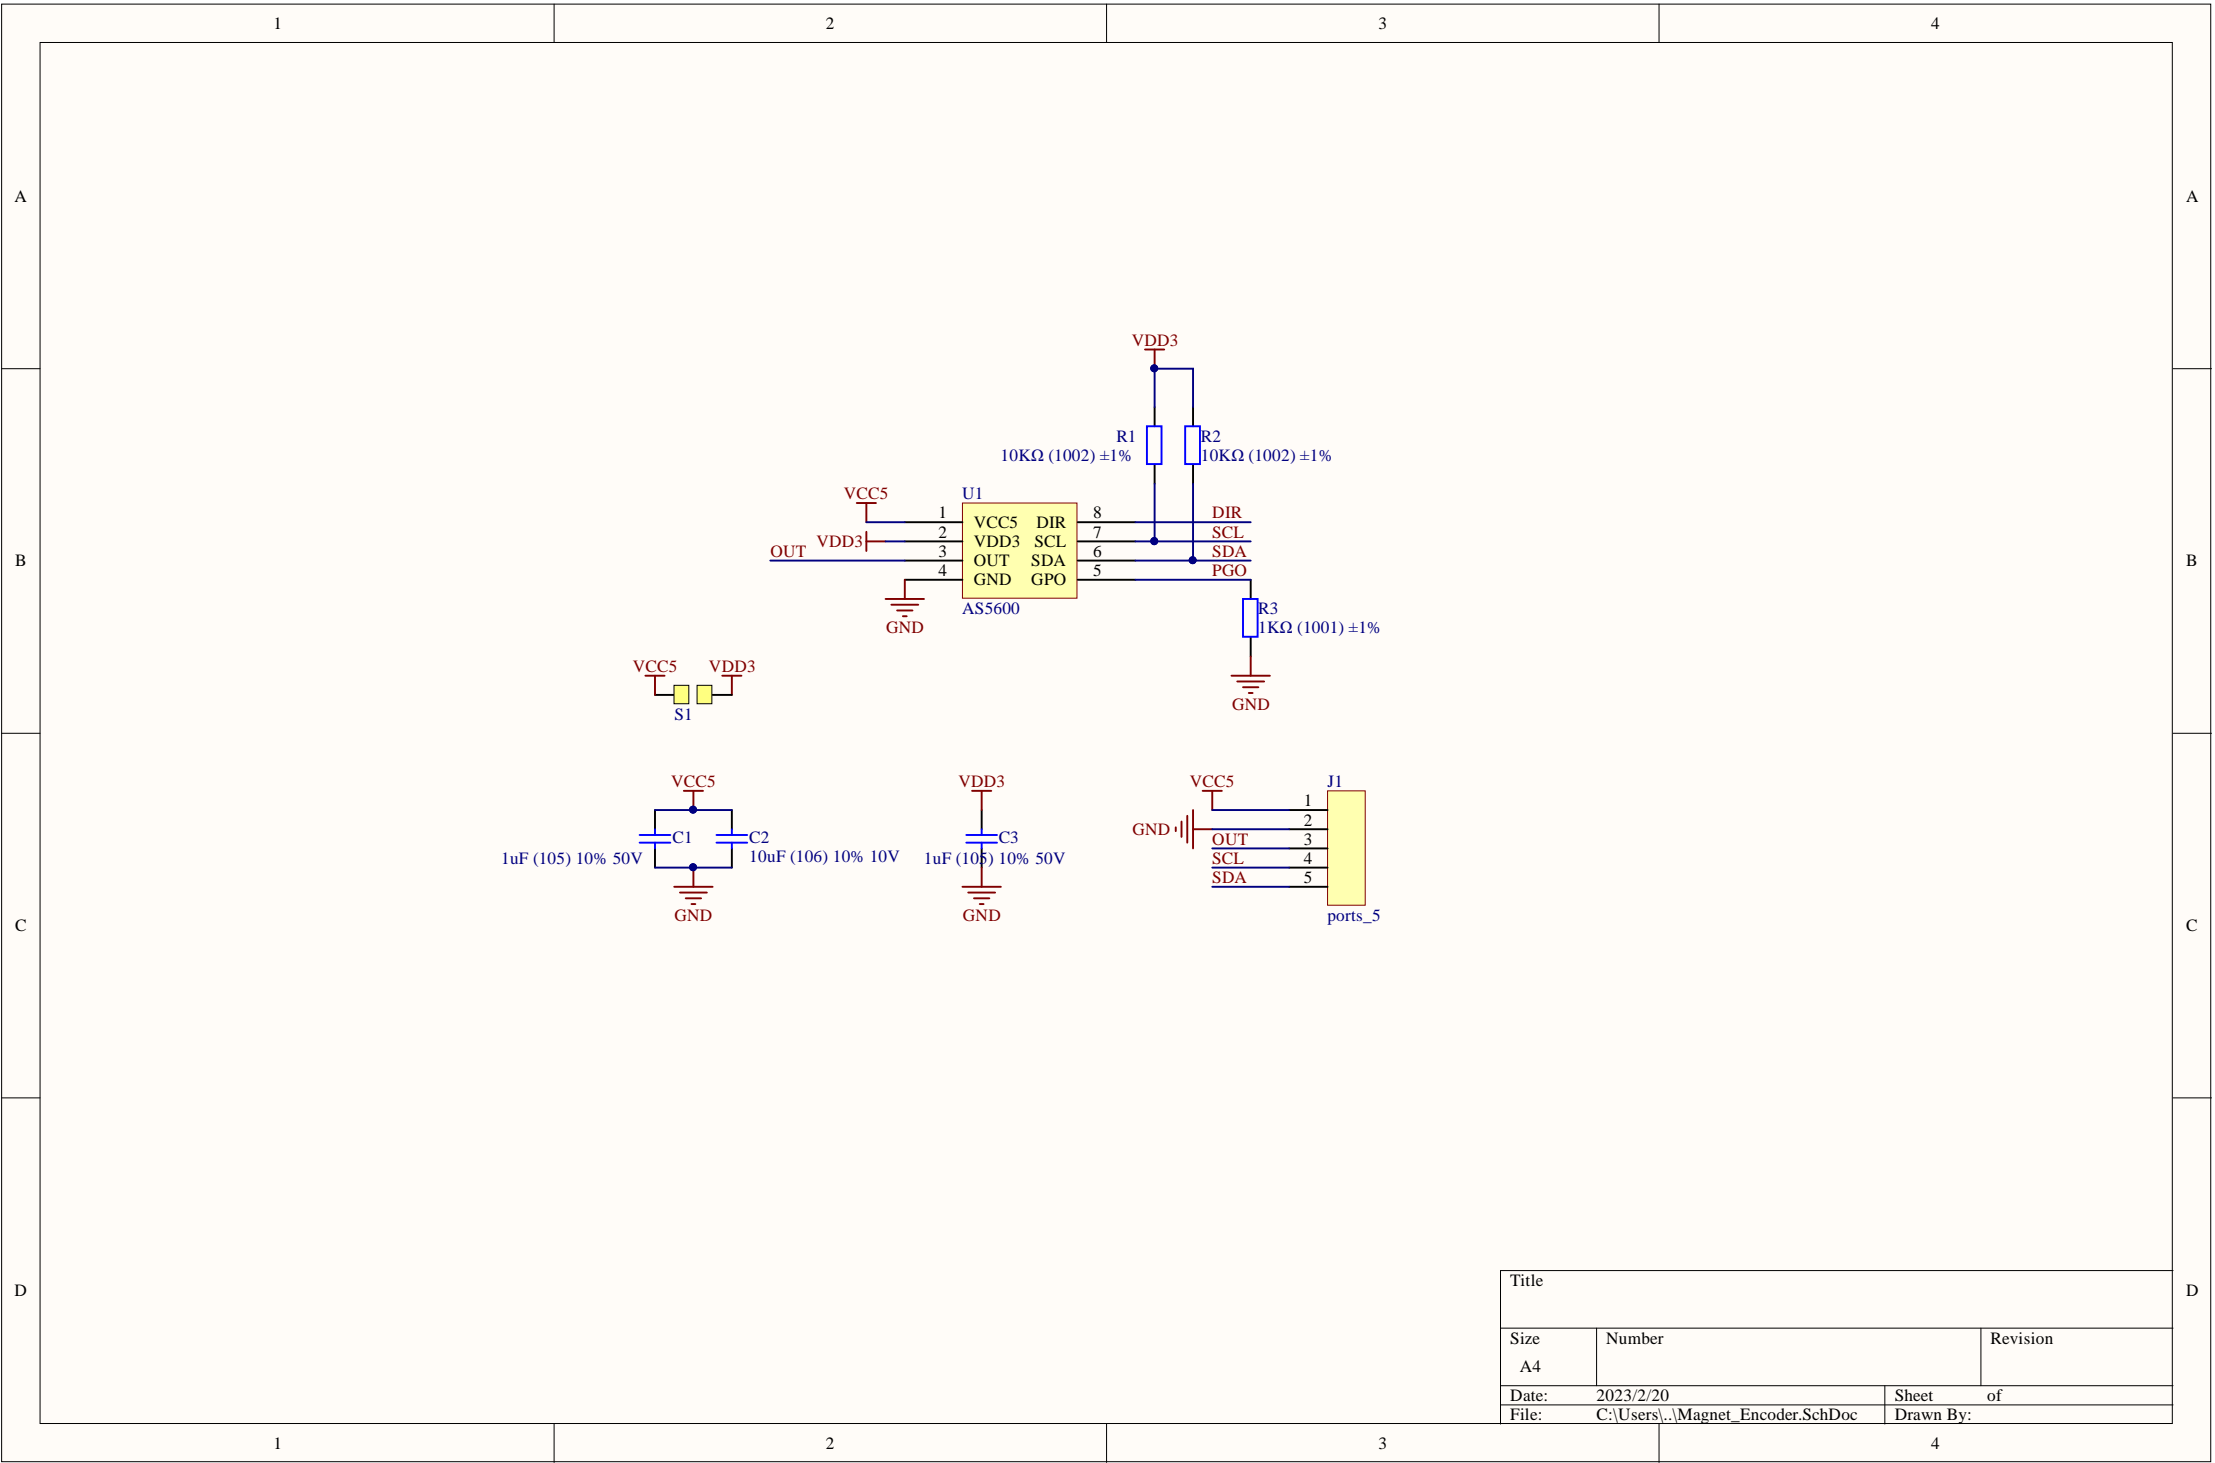 1 2 3 4
A A
VDD3
R1 R2
10KΩ (1002) ±1% 10KΩ (1002) ±1%
VCC5 U1
1 VCC5 DIR 8 DIR
VDD3 2 VDD3 SCL 7 SCL
OUT 3 OUT SDA 6 SDA
4 GND GPO 5 PGO
B B
AS5600 R3
GND 1KΩ (1001) ±1%
VCC5 VDD3
GND
S1
VCC5 VDD3 VCC5 J1
1
GND 2
C1 C2 C3 OUT 3
1uF (105) 10% 50V 10uF (106) 10% 10V 1uF (105) 10% 50V SCL 4
SDA 5
GND GND ports_5
C C
Title
D D
Size Number Revision
A4
Date: 2023/2/20 Sheet of
File: C:\Users\..\Magnet_Encoder.SchDoc Drawn By:
1 2 3 4